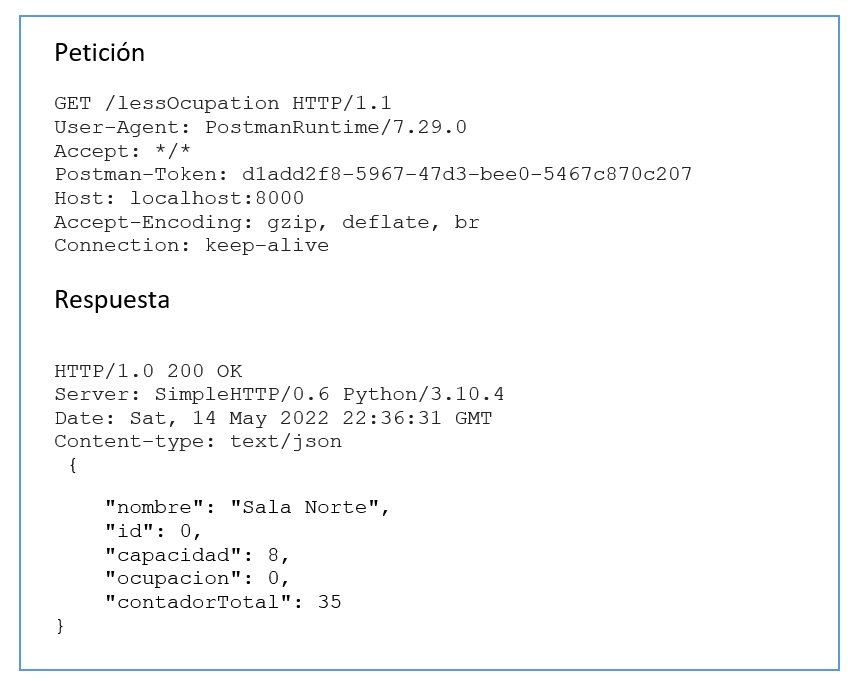 Petición
GET /lessOcupation HTTP/1.1
User-Agent: PostmanRuntime/7.29.0
Accept: */*
Postman-Token: d1add2f8-5967-47d3-bee0-5467c870c207
Host: localhost:8000
Accept-Encoding: gzip, deflate, br
Connection: keep-alive
Respuesta
HTTP/1.0 200 OK
Server: SimpleHTTP/0.6 Python/3.10.4
Date: Sat, 14 May 2022 22:36:31 GMT
Content-type: text/json
{
"nombre": "Sala Norte",
"id": 0,
"capacidad": 8,
"ocupacion": 0,
"contadorTotal": 35
}